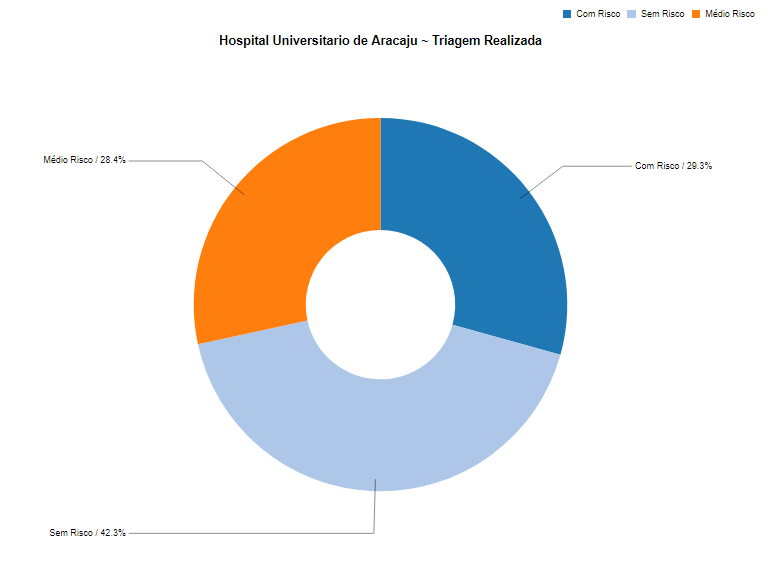 Com Risco
Sem Risco
Médio Risco
Hospital Universitario de Aracaju ~ Triagem Realizada
Médio Risco / 28.4%
Com Risco / 29.3%
Sem Risco / 42.3%